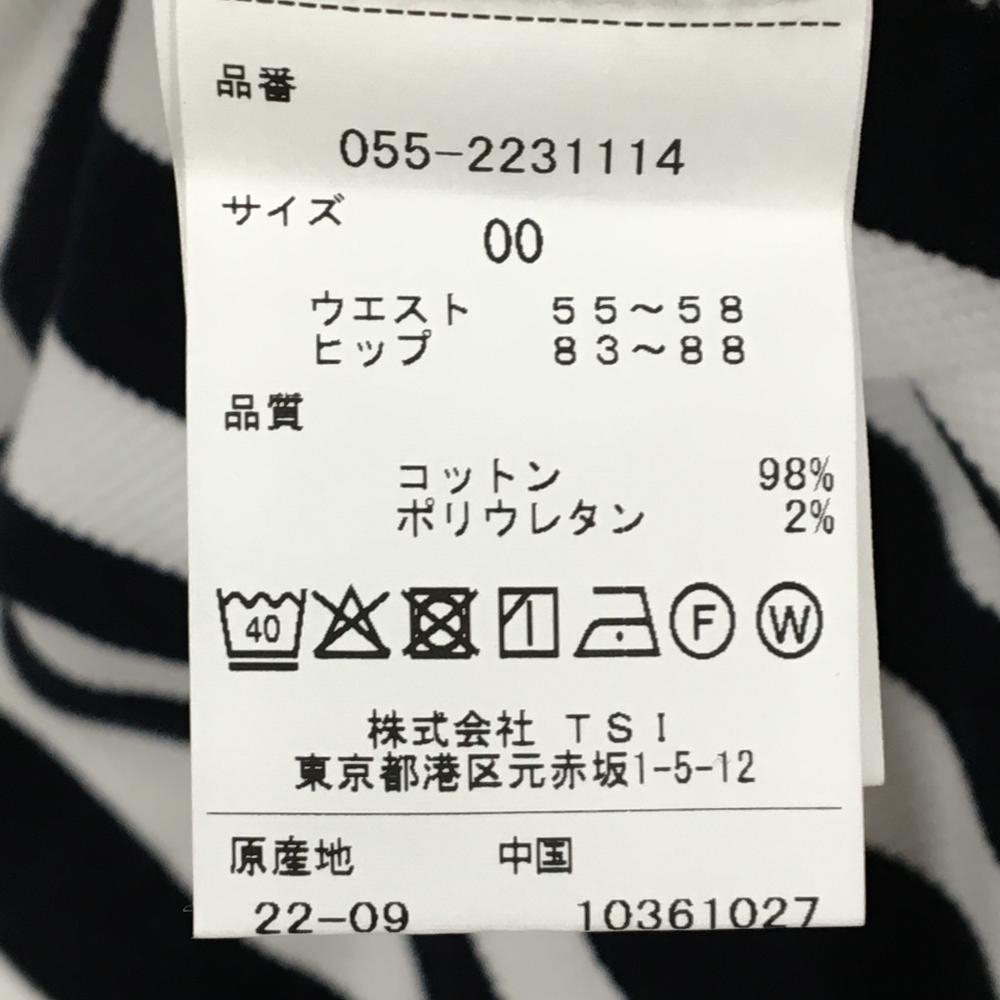 品番
055-2231114
サイズ
00
ウエスト 55～58
ヒップ 83～88
品質
コットン 98%
ポリウレタン 2%
40 F W
株式会社 TSI
東京都港区元赤坂1-5-12
原産地 中国
22-09 10361027